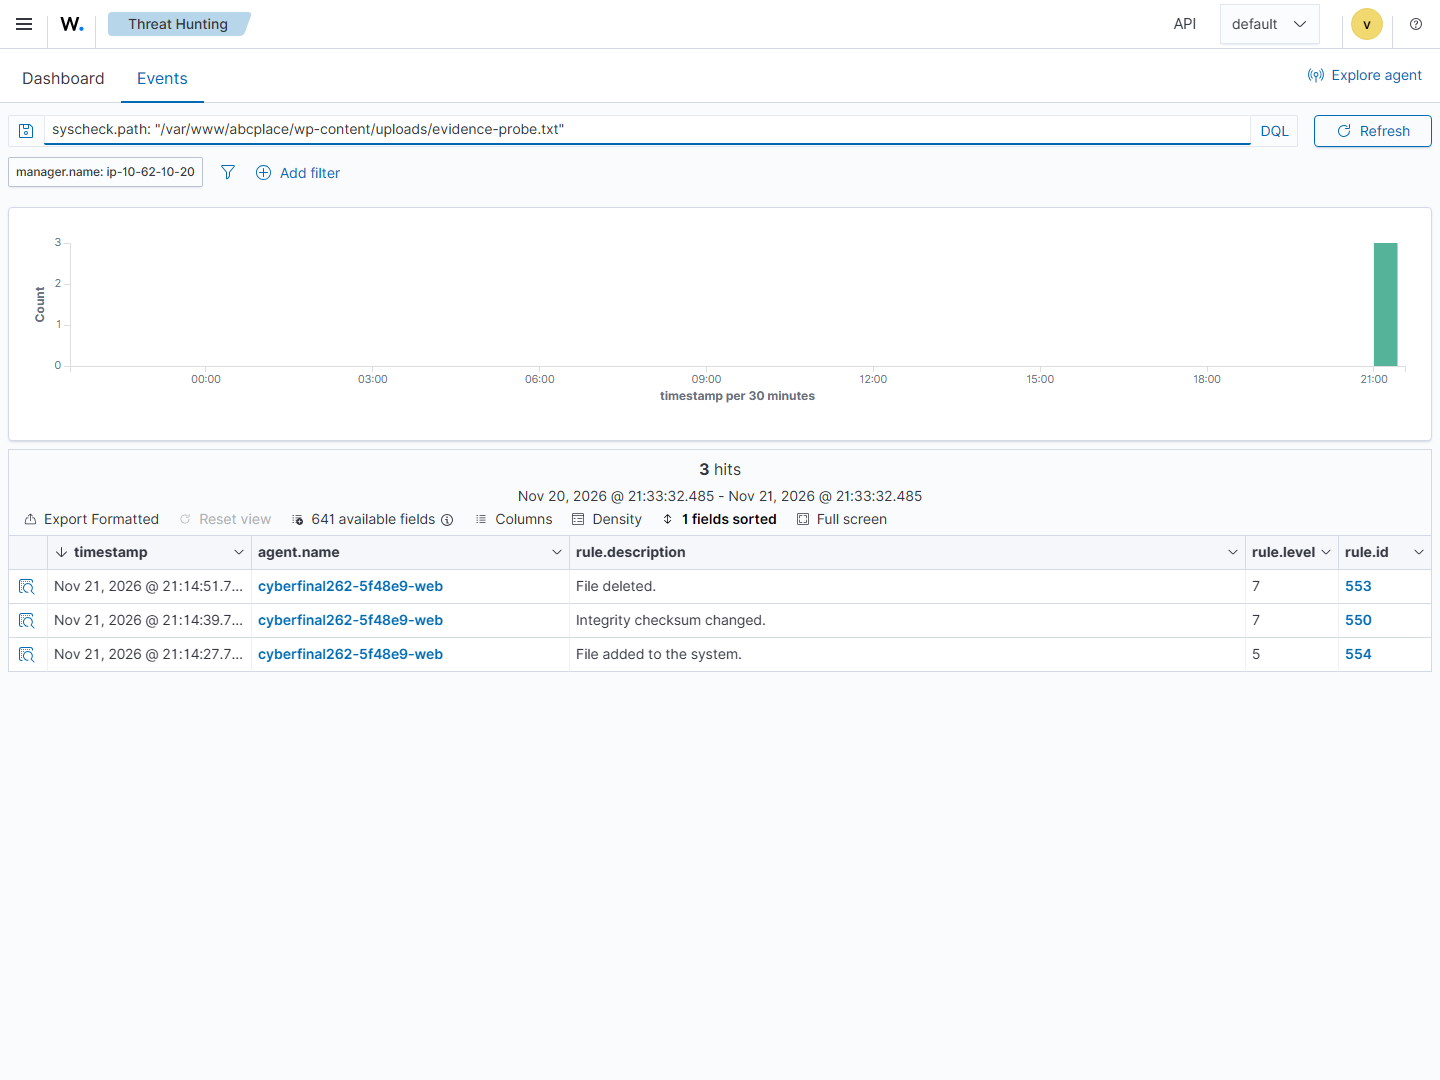 W. Threat Hunting API default v
Dashboard Events Explore agent
syscheck.path: "/var/www/abcplace/wp-content/uploads/evidence-probe.txt" DQL Refresh
manager.name: ip-10-62-10-20 Add filter
3
2
1
0
Count
00:00 03:00 06:00 09:00 12:00 15:00 18:00 21:00
timestamp per 30 minutes
3 hits
Nov 20, 2026 @ 21:33:32.485 - Nov 21, 2026 @ 21:33:32.485
Export Formatted Reset view 641 available fields Columns Density 1 fields sorted Full screen
timestamp agent.name rule.description rule.level rule.id
Nov 21, 2026 @ 21:14:51.7... cyberfinal262-5f48e9-web File deleted. 7 553
Nov 21, 2026 @ 21:14:39.7... cyberfinal262-5f48e9-web Integrity checksum changed. 7 550
Nov 21, 2026 @ 21:14:27.7... cyberfinal262-5f48e9-web File added to the system. 5 554